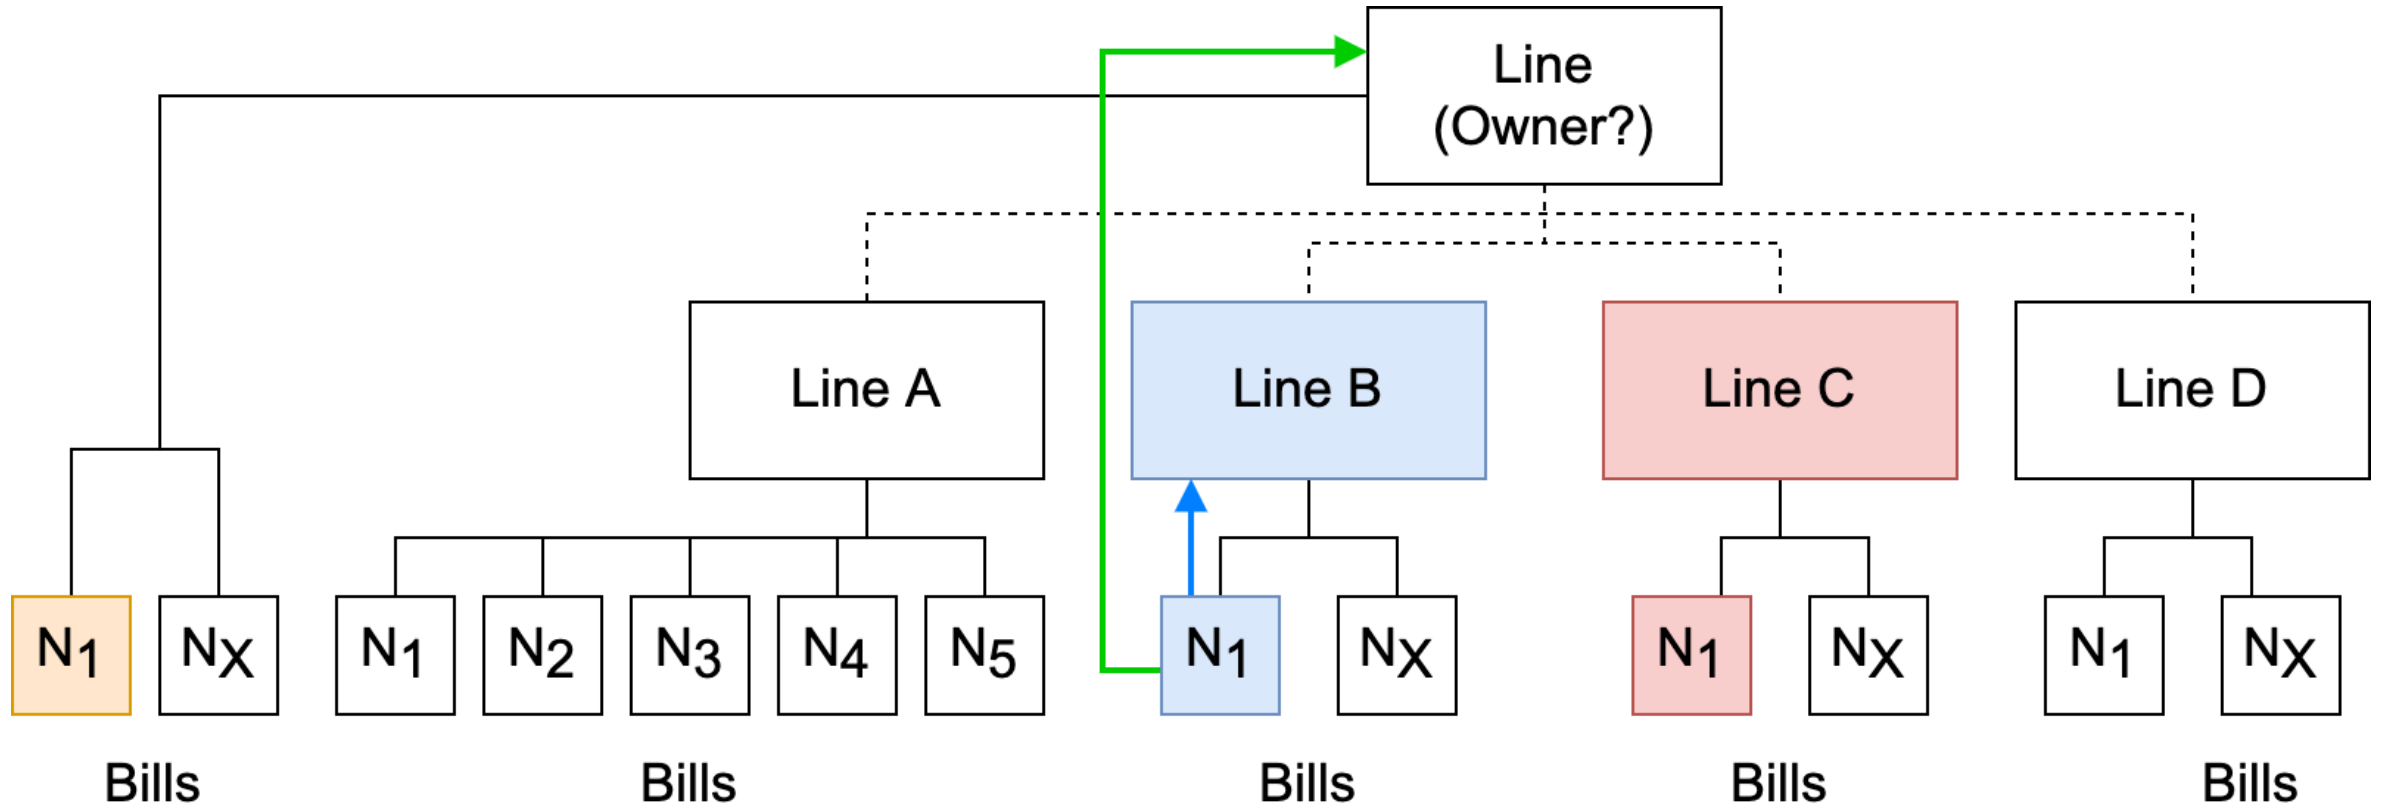 Line
(Owner?)
Line A
Line B
Line C
Line D
N1
NX
N1
N2
N3
N4
N5
N1
NX
N1
NX
N1
NX
Bills
Bills
Bills
Bills
Bills